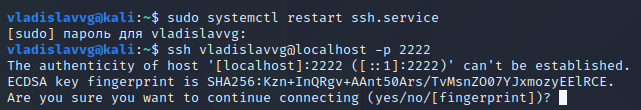 vladislavvg@kali:~$ sudo systemctl restart ssh.service
[sudo] пароль для vladislavvg:
vladislavvg@kali:~$ ssh vladislavvg@localhost -p 2222
The authenticity of host '[localhost]:2222 ([::1]:2222)' can't be established.
ECDSA key fingerprint is SHA256:Kzn+InQRgv+AAnt50Ars/TvMsnZO07YJxmozyEElRCE.
Are you sure you want to continue connecting (yes/no/[fingerprint])?